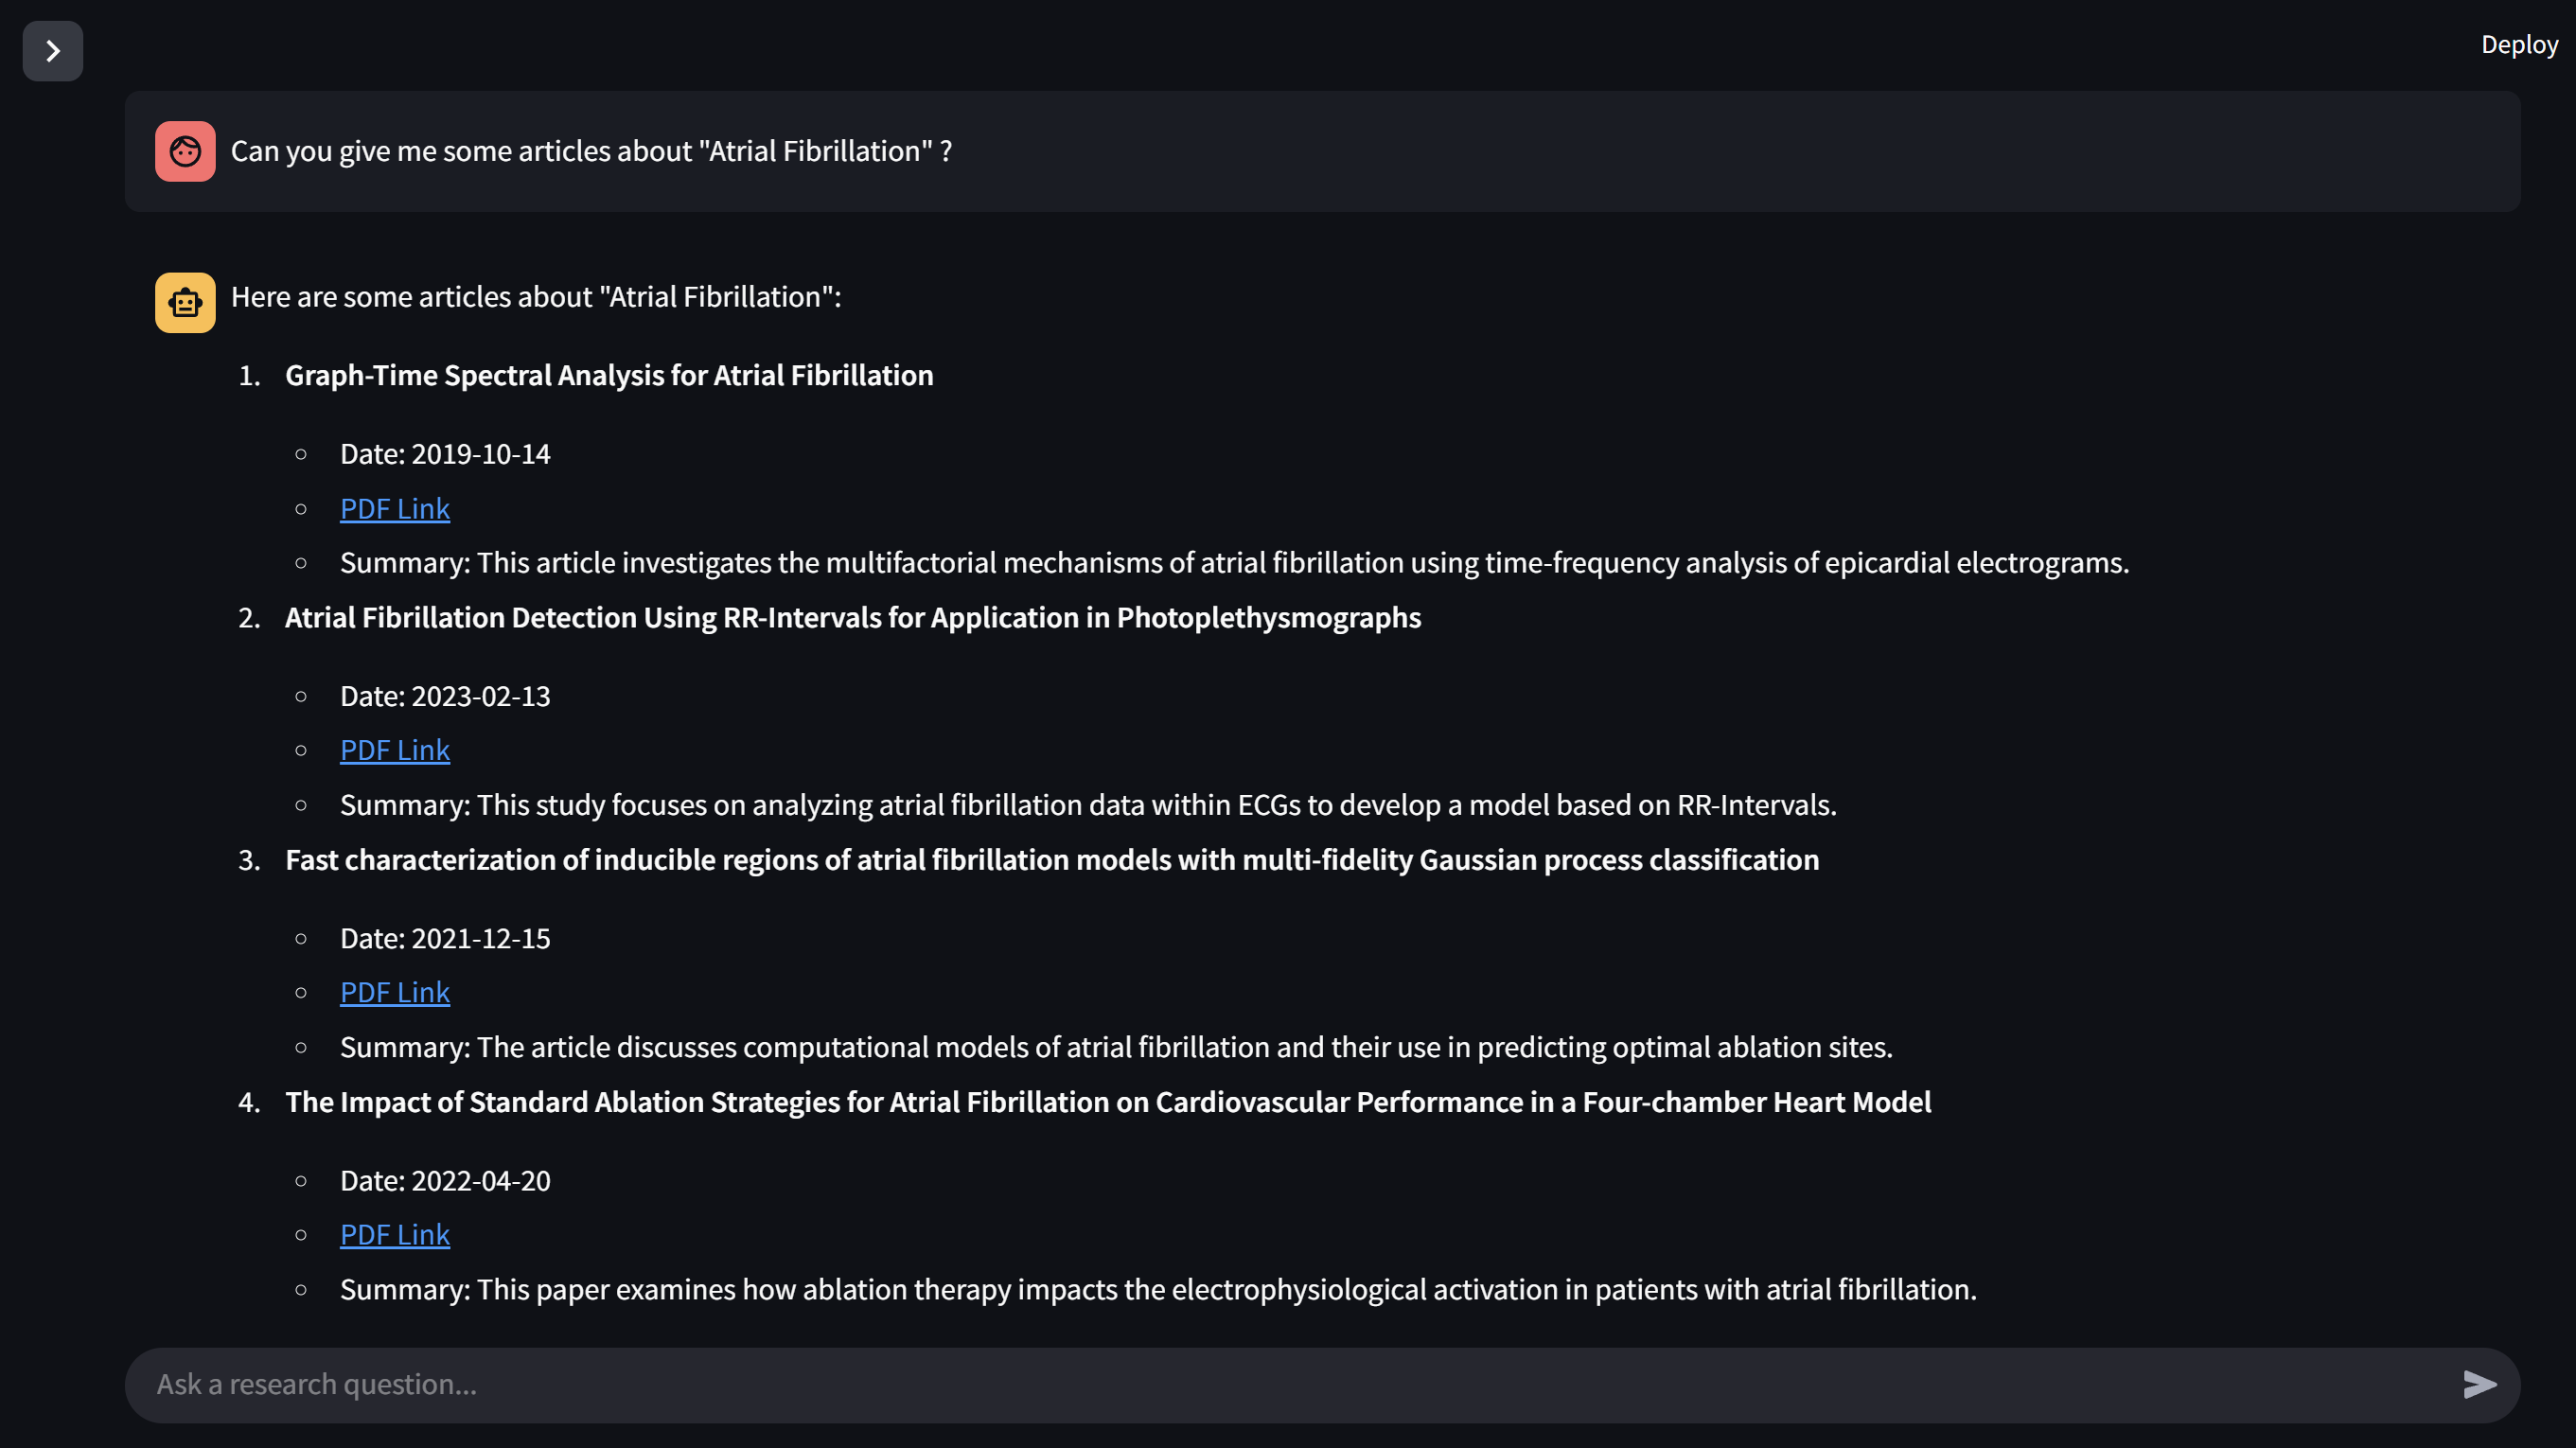 Deploy
Can you give me some articles about "Atrial Fibrillation" ?
Here are some articles about "Atrial Fibrillation":
1. Graph-Time Spectral Analysis for Atrial Fibrillation
Date: 2019-10-14
PDF Link
Summary: This article investigates the multifactorial mechanisms of atrial fibrillation using time-frequency analysis of epicardial electrograms.
2. Atrial Fibrillation Detection Using RR-Intervals for Application in Photoplethysmographs
Date: 2023-02-13
PDF Link
Summary: This study focuses on analyzing atrial fibrillation data within ECGs to develop a model based on RR-Intervals.
3. Fast characterization of inducible regions of atrial fibrillation models with multi-fidelity Gaussian process classification
Date: 2021-12-15
PDF Link
Summary: The article discusses computational models of atrial fibrillation and their use in predicting optimal ablation sites.
4. The Impact of Standard Ablation Strategies for Atrial Fibrillation on Cardiovascular Performance in a Four-chamber Heart Model
Date: 2022-04-20
PDF Link
Summary: This paper examines how ablation therapy impacts the electrophysiological activation in patients with atrial fibrillation.
Ask a research question...